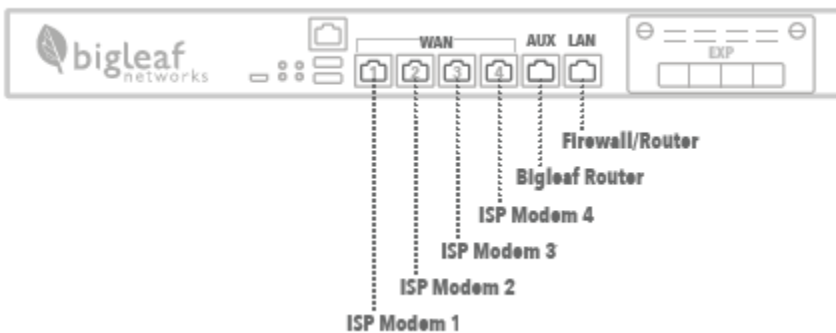 bigleaf
networks
WAN
AUX LAN
1 2 3 4
EXP
Firewall/Router
Bigleaf Router
ISP Modem 4
ISP Modem 3
ISP Modem 2
ISP Modem 1